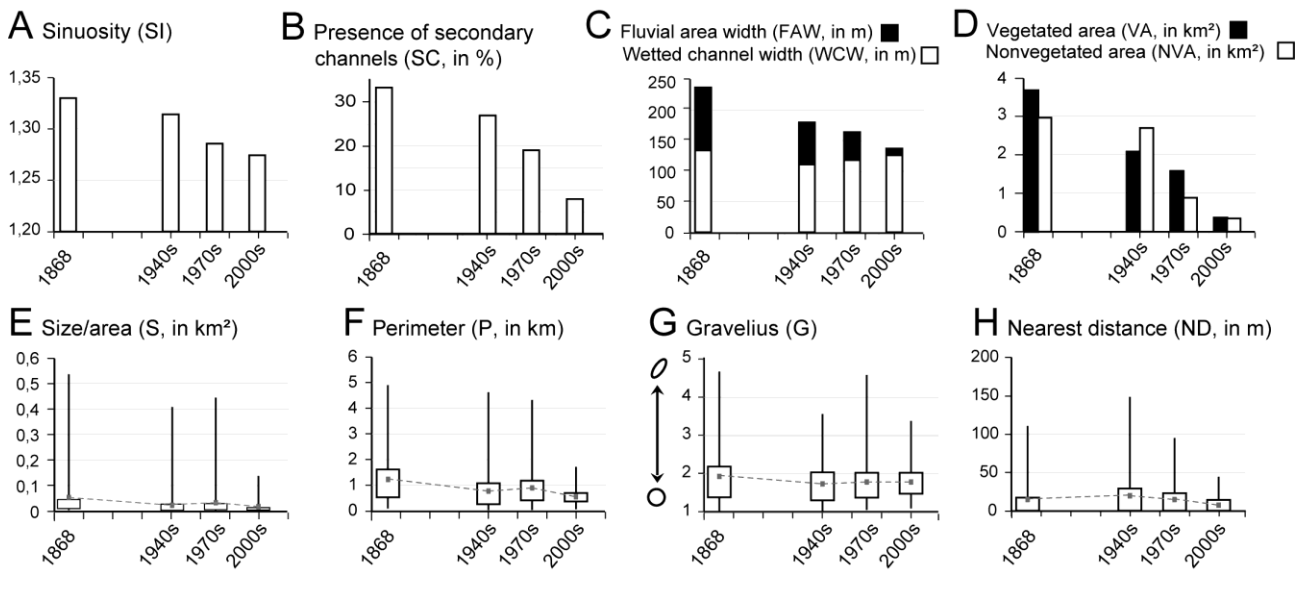 A Sinuosity (SI)
1,35
1,30
1,25
1,20
1868
1940s
1970s
2000s
B Presence of secondary
channels (SC, in %)
30
20
10
0
1868
1940s
1970s
2000s
C Fluvial area width (FAW, in m)
Wetted channel width (WCW, in m)
250
200
150
100
50
0
1868
1940s
1970s
2000s
D Vegetated area (VA, in km²)
Nonvegetated area (NVA, in km²)
4
3
2
1
0
1868
1940s
1970s
2000s
E Size/area (S, in km²)
0,6
0,5
0,4
0,3
0,2
0,1
0
1868
1940s
1970s
2000s
F Perimeter (P, in km)
6
5
4
3
2
1
0
1868
1940s
1970s
2000s
G Gravelius (G)
5
4
3
2
1
1868
1940s
1970s
2000s
H Nearest distance (ND, in m)
200
150
100
50
0
1868
1940s
1970s
2000s